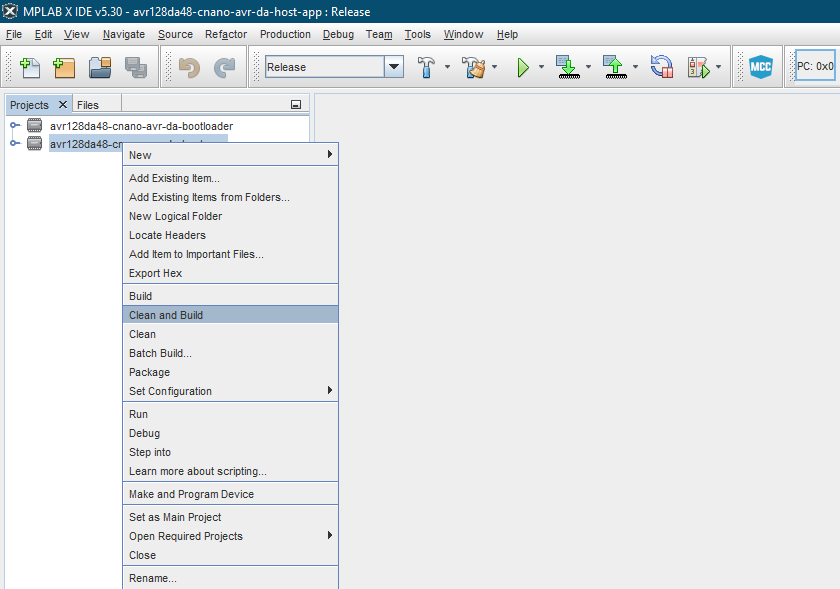 MPLAB X IDE v5.30 - avr128da48-cnano-avr-da-host-app : Release
File Edit View Navigate Source Refactor Production Debug Team Tools Window Help
Release
MCC
PC: 0x0
Projects Files
avr128da48-cnano-avr-da-bootloader
avr128da48-cn
New
Add Existing Item...
Add Existing Items from Folders...
New Logical Folder
Locate Headers
Add Item to Important Files...
Export Hex
Build
Clean and Build
Clean
Batch Build...
Package
Set Configuration
Run
Debug
Step into
Learn more about scripting...
Make and Program Device
Set as Main Project
Open Required Projects
Close
Rename...